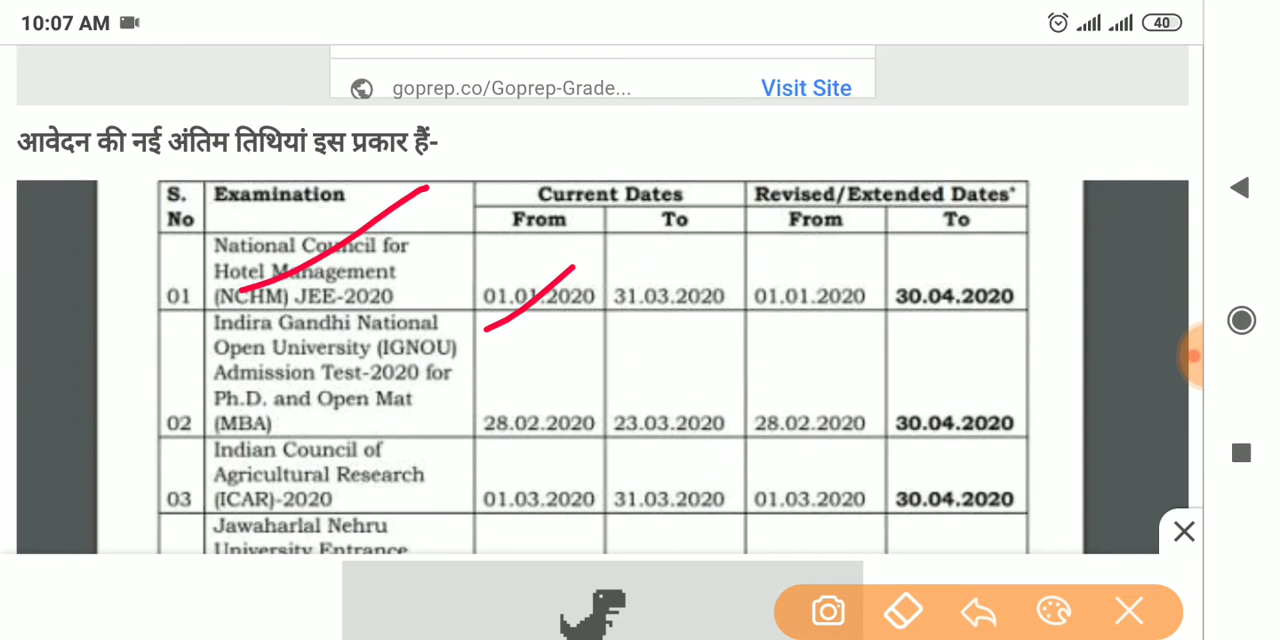 10:07 AM
40
goprep.co/Goprep-Grade...
Visit Site
आवेदन की नई अंतिम तिथियां इस प्रकार हैं-
S. No Examination Current Dates Revised/Extended Dates*
From To From To
National Council for
Hotel Management
01 (NCHM) JEE-2020 01.01.2020 31.03.2020 01.01.2020 30.04.2020
Indira Gandhi National
Open University (IGNOU)
Admission Test-2020 for
Ph.D. and Open Mat
02 (MBA) 28.02.2020 23.03.2020 28.02.2020 30.04.2020
Indian Council of
Agricultural Research
03 (ICAR)-2020 01.03.2020 31.03.2020 01.03.2020 30.04.2020
Jawaharlal Nehru
University Entrance